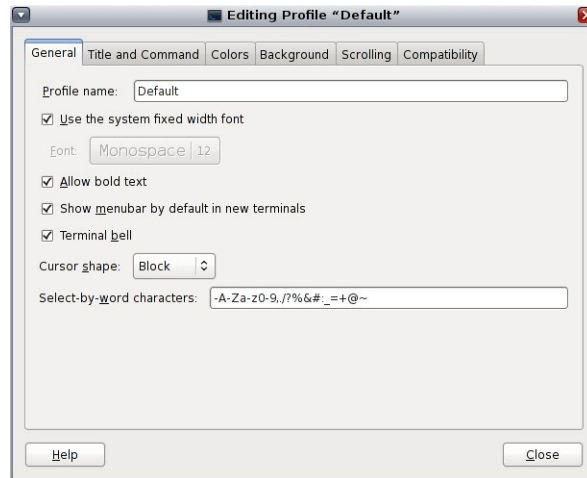 Editing Profile “Default”
General Title and Command Colors Background Scrolling Compatibility
Profile name: Default
Use the system fixed width font
Font: Monospace 12
Allow bold text
Show menubar by default in new terminals
Terminal bell
Cursor shape: Block
Select-by-word characters: -A-Za-z0-9,./?%&#:_=+@~
Help Close